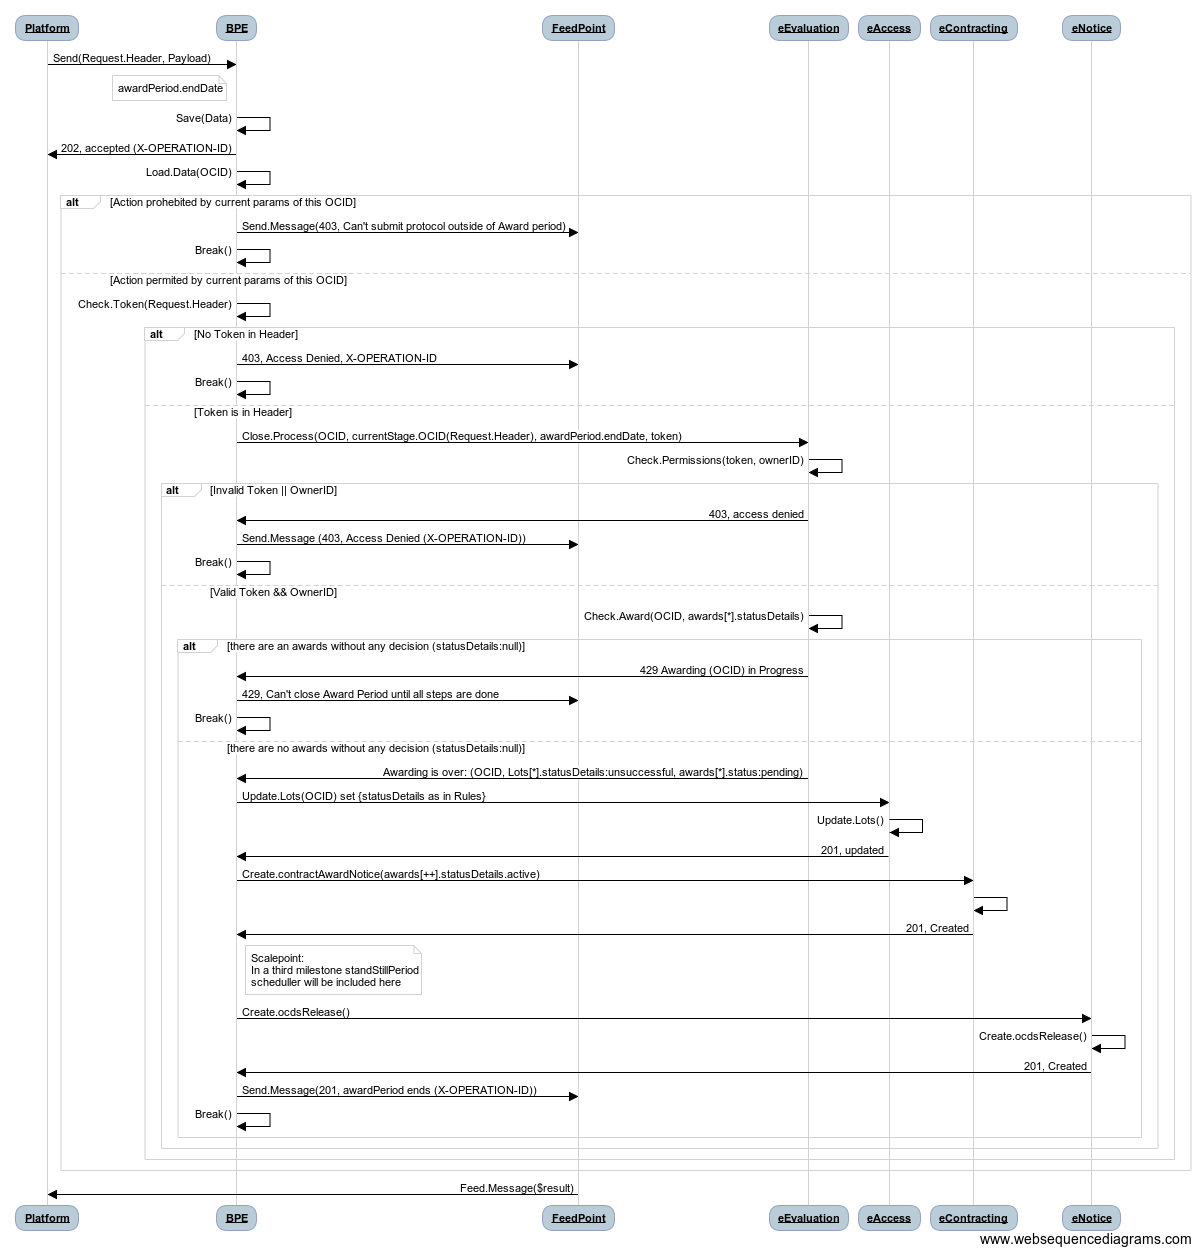 Platform BPE FeedPoint eEvaluation eAccess eContracting eNotice
Send(Request.Header, Payload)
awardPeriod.endDate
Save(Data)
202, accepted (X-OPERATION-ID)
Load.Data(OCID)
alt [Action prohebited by current params of this OCID]
Send.Message(403, Can't submit protocol outside of Award period)
Break()
[Action permited by current params of this OCID]
Check.Token(Request.Header)
alt [No Token in Header]
403, Access Denied, X-OPERATION-ID
Break()
[Token is in Header]
Close.Process(OCID, currentStage.OCID(Request.Header), awardPeriod.endDate, token)
Check.Permissions(token, ownerID)
alt [Invalid Token || OwnerID]
403, access denied
Send.Message (403, Access Denied (X-OPERATION-ID))
Break()
[Valid Token && OwnerID]
Check.Award(OCID, awards[*].statusDetails)
alt [there are an awards without any decision (statusDetails:null)]
429 Awarding (OCID) in Progress
429, Can't close Award Period until all steps are done
Break()
[there are no awards without any decision (statusDetails:null)]
Awarding is over: (OCID, Lots[*].statusDetails:unsuccessful, awards[*].status:pending)
Update.Lots(OCID) set {statusDetails as in Rules}
Update.Lots()
201, updated
Create.contractAwardNotice(awards[++].statusDetails.active)
201, Created
Scalepoint:
In a third milestone standStillPeriod
scheduller will be included here
Create.ocdsRelease()
Create.ocdsRelease()
201, Created
Send.Message(201, awardPeriod ends (X-OPERATION-ID))
Break()
Feed.Message($result)
Platform BPE FeedPoint eEvaluation eAccess eContracting eNotice
www.websequencediagrams.com